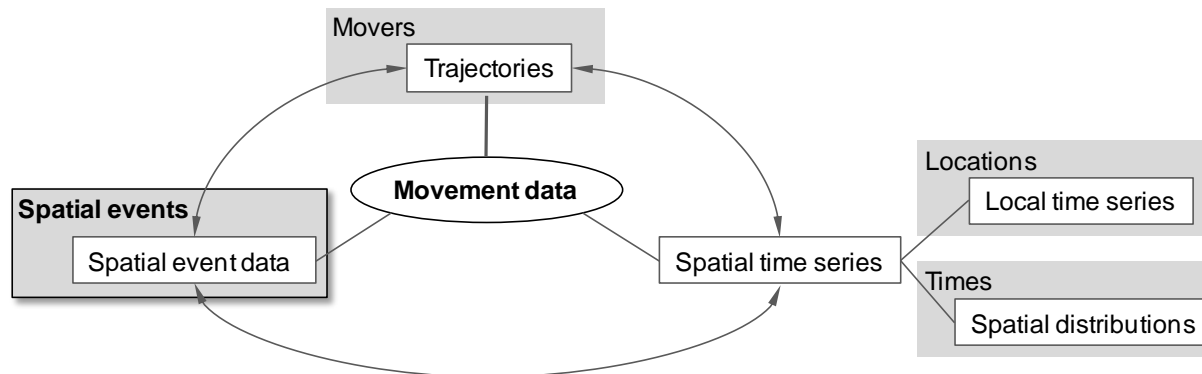 Movers
Trajectories
Movement data
Locations
Local time series
Spatial events
Spatial event data
Spatial time series
Times
Spatial distributions